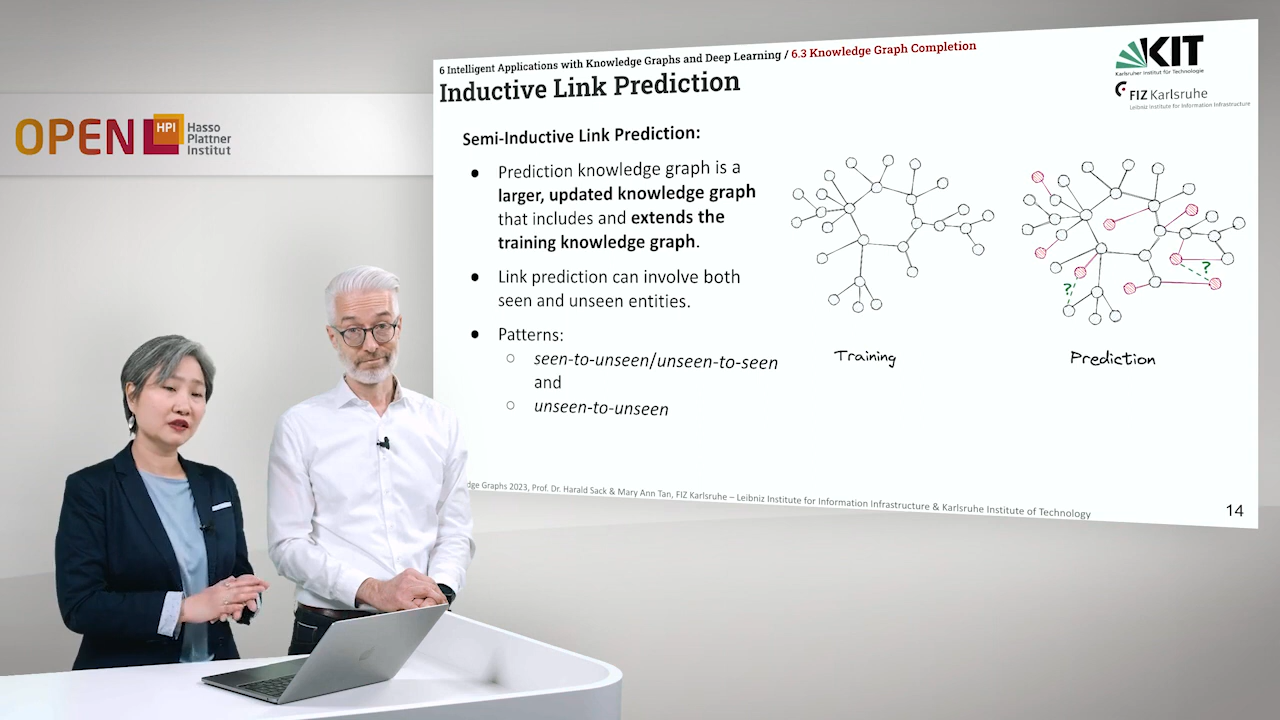 6 Intelligent Applications with Knowledge Graphs and Deep Learning / 6.3 Knowledge Graph Completion
Inductive Link Prediction
KIT
Karlsruher Institut für Technologie
FIZ Karlsruhe
Leibniz Institute for Information Infrastructure
OPEN HPI Hasso
Plattner
Institut
Semi-Inductive Link Prediction:
● Prediction knowledge graph is a
larger, updated knowledge graph
that includes and extends the
training knowledge graph.
● Link prediction can involve both
seen and unseen entities.
● Patterns:
○ seen-to-unseen/unseen-to-seen
and
○ unseen-to-unseen
?
?
Training
Prediction
Graphs 2023, Prof. Dr. Harald Sack & Mary Ann Tan, FIZ Karlsruhe – Leibniz Institute for Information Infrastructure & Karlsruhe Institute of Technology
14